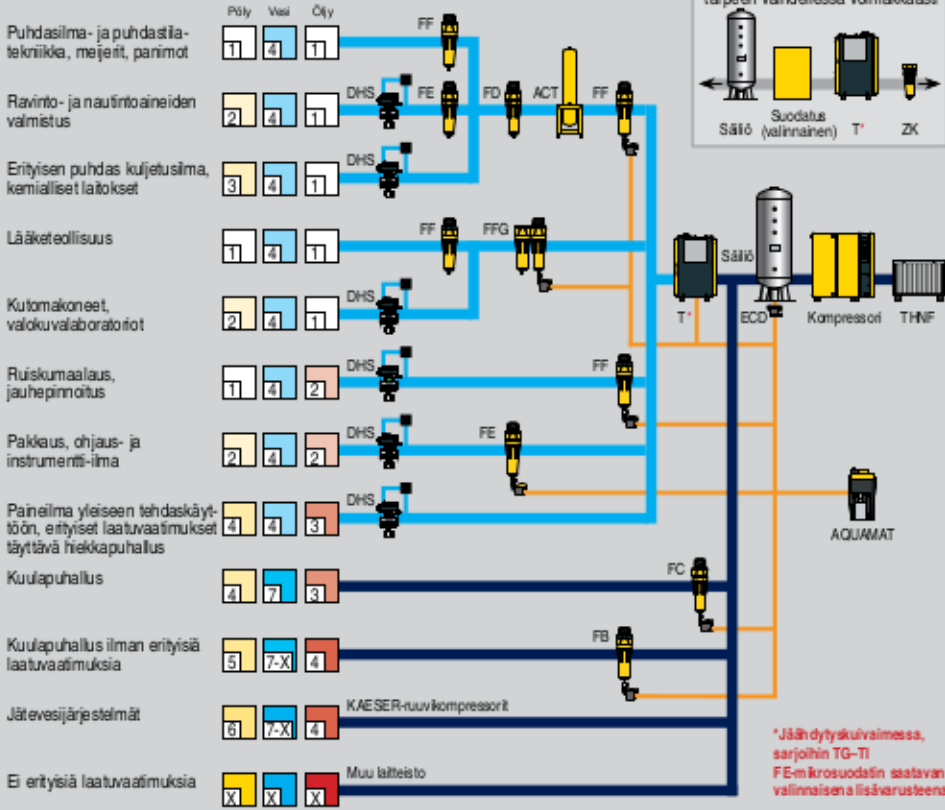 tarpeen vaihdellessa voimakkaasti
Säiliö
Suodatus
(valinnainen)
T*
ZK
Pöly Vesi Öljy
Puhdasilma- ja puhdastila-
tekniikka, meijerit, panimot
1 4 1
FF
Ravinto- ja nautintoaineiden
valmistus
2 4 1
DHS FE FD ACT FF
Erityisen puhdas kuljetusilma,
kemialliset laitokset
3 4 1
DHS
Lääketeollisuus
1 4 1
FF FFG
Kutomakoneet,
valokuvalaboratoriot
2 4 1
DHS
T*
Säiliö
ECD
Kompressori
THNF
Ruiskumaalaus,
jauhepinnoitus
1 4 2
DHS FF
Pakkaus, ohjaus- ja
instrumentti-ilma
2 4 2
DHS FE
Paineilma yleiseen tehdaskäyt-
töön, erityiset laatuvaatimukset
täyttävä hiekkapuhallus
4 4 3
DHS
AQUAMAT
Kuulapuhallus
4 7 3
FC
Kuulapuhallus ilman erityisiä
laatuvaatimuksia
5 7-X 4
FB
Jätevesijärjestelmät
6 7-X 4
KAESER-ruuvikompressorit
Ei erityisiä laatuvaatimuksia
X X X
Muu laitteisto
*Jäähdytyskuivaimessa,
sarjoihin TG–TI
FE-mikrosuodatin saatavan
valinnaisena lisävarusteena